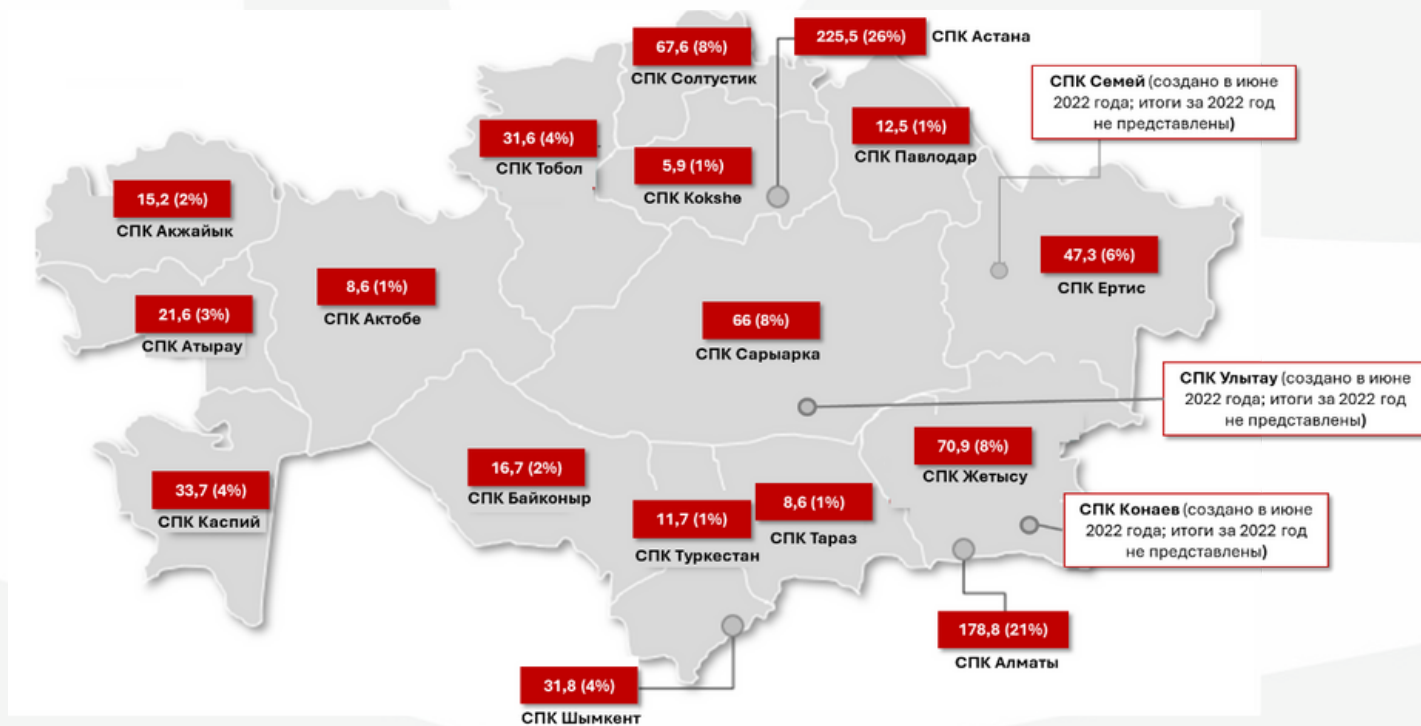 225,5 (26%)
СПК Астана
67,6 (8%)
СПК Солтустик
СПК Семей (создано в июне
2022 года; итоги за 2022 год
не представлены)
12,5 (1%)
СПК Павлодар
31,6 (4%)
СПК Тобол
5,9 (1%)
СПК Kokshe
15,2 (2%)
СПК Акжайык
47,3 (6%)
СПК Ертис
8,6 (1%)
СПК Актобе
21,6 (3%)
СПК Атырау
66 (8%)
СПК Сарыарка
СПК Улытау (создано в июне
2022 года; итоги за 2022 год
не представлены)
70,9 (8%)
СПК Жетысу
16,7 (2%)
СПК Байконыр
33,7 (4%)
СПК Каспий
11,7 (1%)
СПК Туркестан
8,6 (1%)
СПК Тараз
СПК Конаев (создано в июне
2022 года; итоги за 2022 год
не представлены)
178,8 (21%)
СПК Алматы
31,8 (4%)
СПК Шымкент